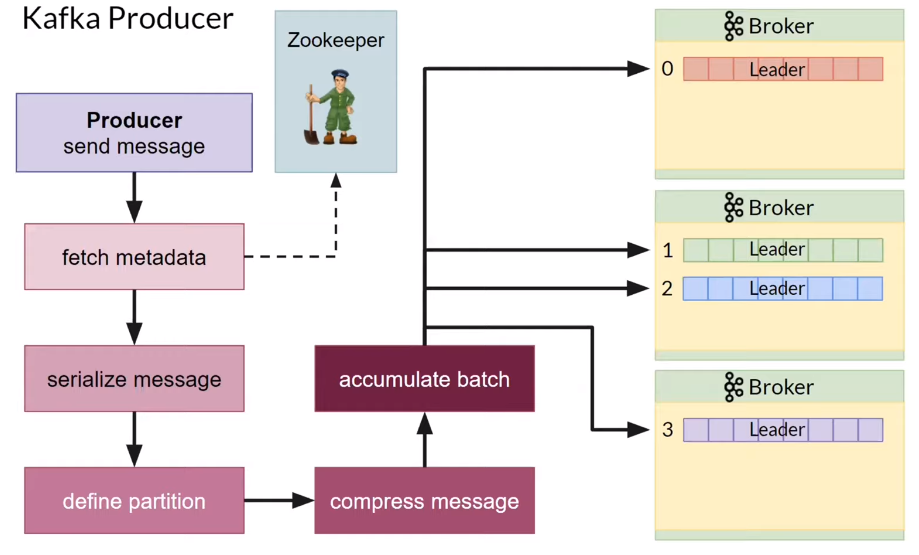 Kafka Producer
Zookeeper
Producer
send message
fetch metadata
serialize message
define partition
compress message
accumulate batch
Broker
0
Leader
Broker
1
Leader
2
Leader
Broker
3
Leader